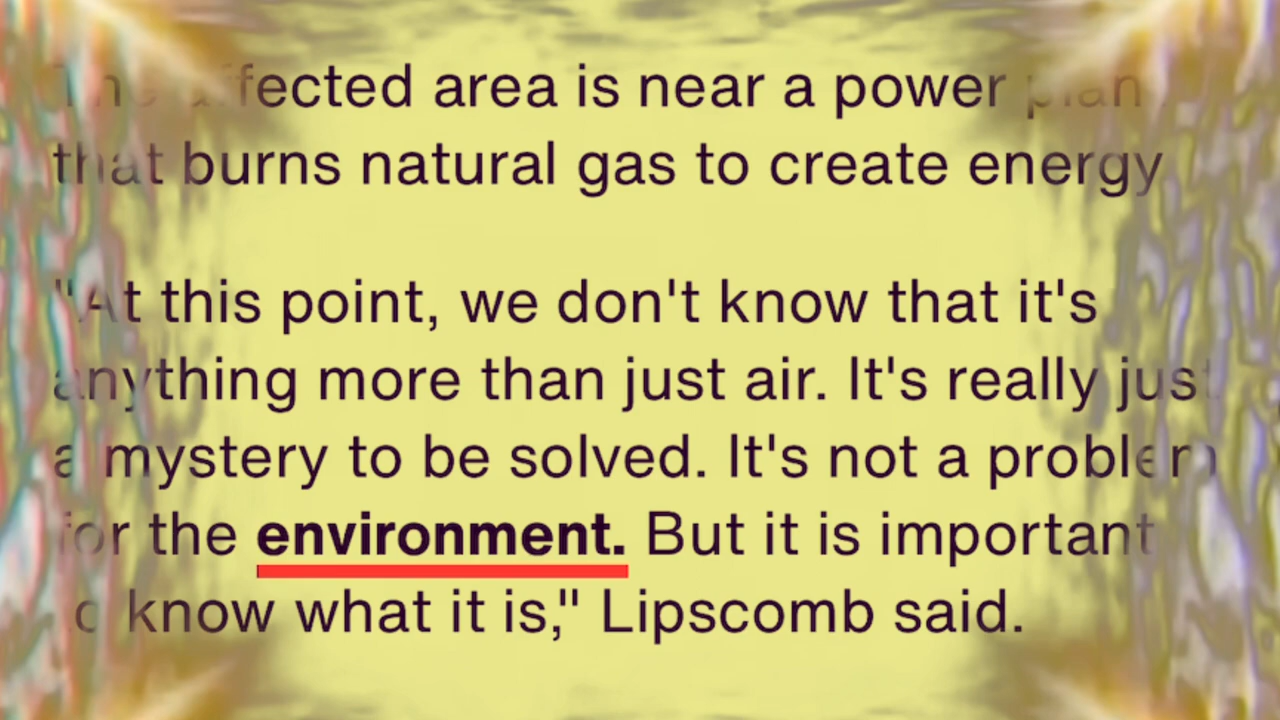 The affected area is near a power plan
that burns natural gas to create energy
"At this point, we don't know that it's
anything more than just air. It's really just
a mystery to be solved. It's not a problem
for the environment. But it is important
to know what it is," Lipscomb said.